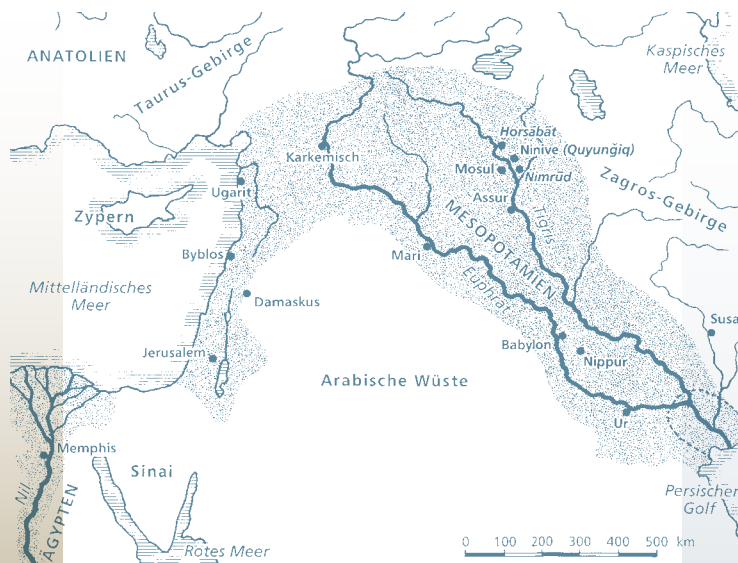 ANATOLIEN
Taurus-Gebirge
Kaspisches
Meer
Horsabāt
Ninive (Quyunǧiq)
Karkemisch
Mosul
Nimrūd
Zagros-Gebirge
Ugarit
Assur
Zypern
Tigris
MESOPOTAMIEN
Byblos
Mari
Euphrat
Mittelländisches
Meer
Damaskus
Susa
Babylon
Jerusalem
Nippur
Arabische Wüste
Ur
Memphis
Sinai
Nil
ÄGYPTEN
Persischer
Golf
Rotes Meer
0 100 200 300 400 500 km